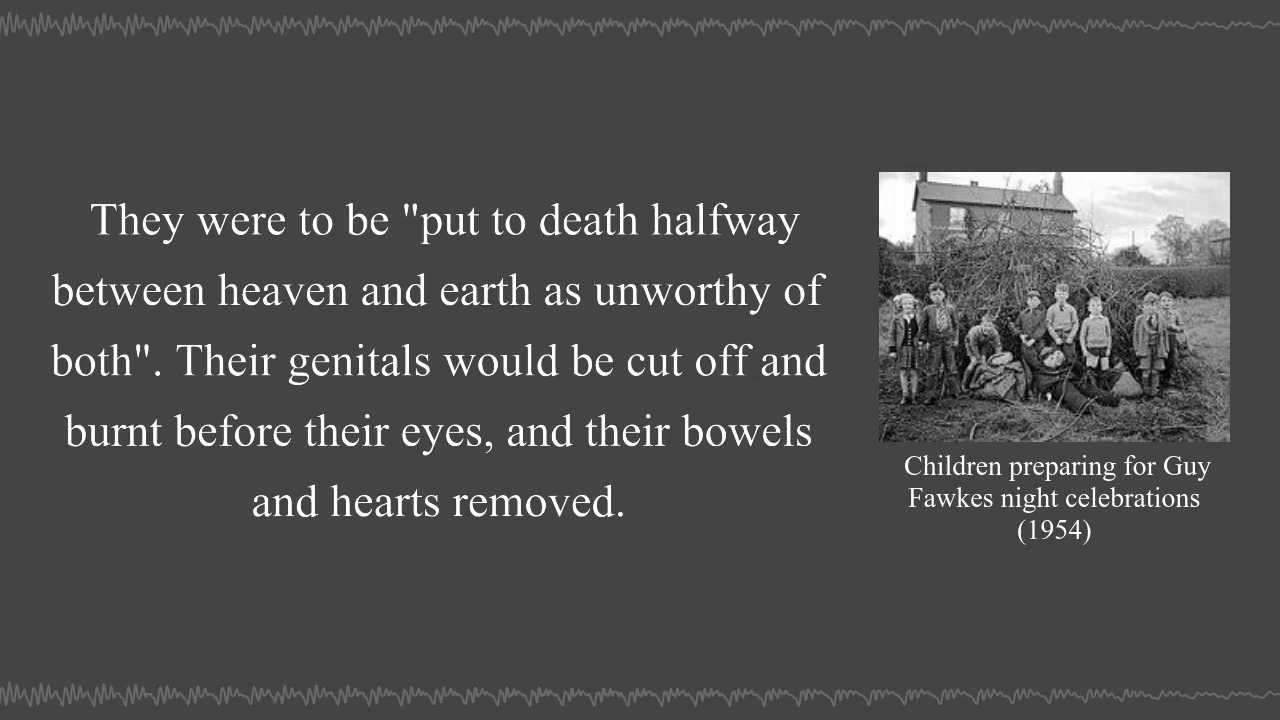 They were to be "put to death halfway
between heaven and earth as unworthy of
both". Their genitals would be cut off and
burnt before their eyes, and their bowels
and hearts removed.
Children preparing for Guy
Fawkes night celebrations
(1954)